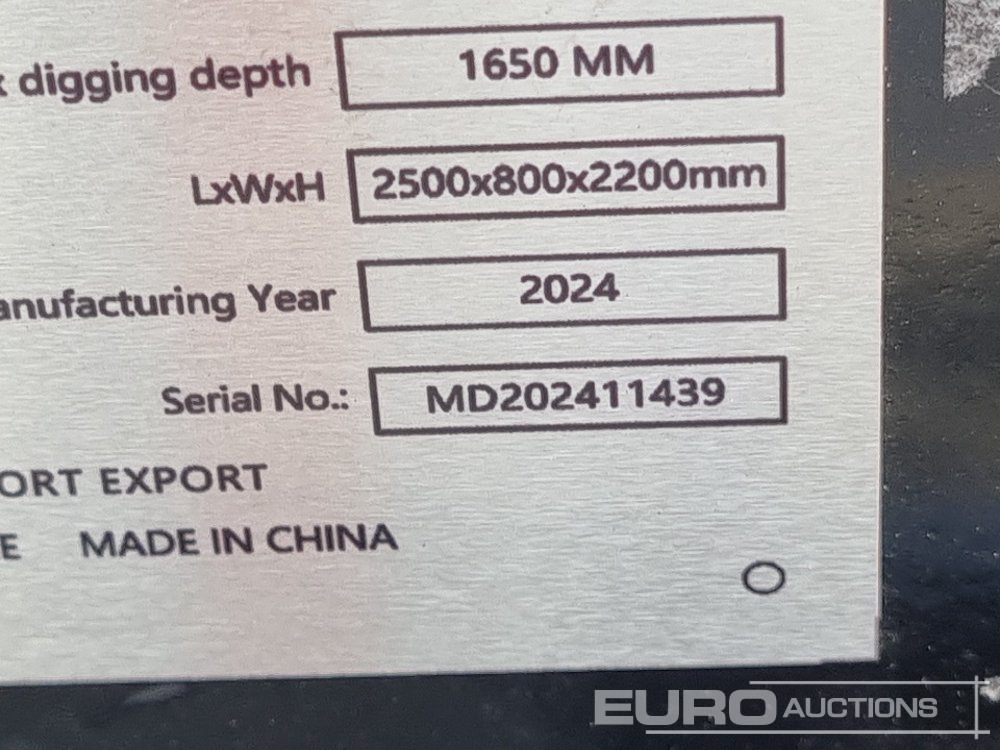 digging depth 1650 MM
LxWxH 2500x800x2200mm
anufacturing Year 2024
Serial No.: MD202411439
ORT EXPORT
E MADE IN CHINA
EURO AUCTIONS